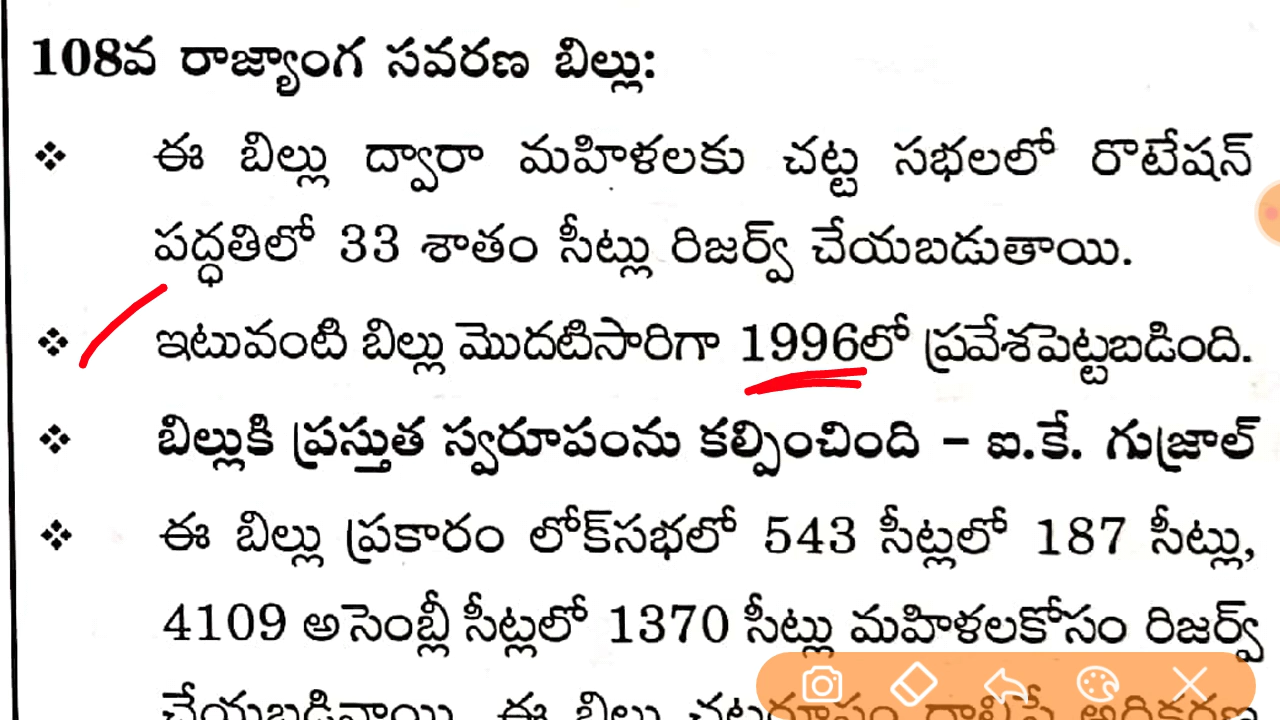 108వ రాజ్యాంగ సవరణ బిల్లు:
❖ ఈ బిల్లు ద్వారా మహిళలకు చట్ట సభలలో రొటేషన్
పద్ధతిలో 33 శాతం సీట్లు రిజర్వ్ చేయబడుతాయి.
❖ ఇటువంటి బిల్లు మొదటిసారిగా 1996లో ప్రవేశపెట్టబడింది.
❖ బిల్లుకి ప్రస్తుత స్వరూపంను కల్పించింది – ఐ.కే. గుజ్రాల్
❖ ఈ బిల్లు ప్రకారం లోక్‌సభలో 543 సీట్లలో 187 సీట్లు,
4109 అసెంబ్లీ సీట్లలో 1370 సీట్లు మహిళలకోసం రిజర్వ్
చేయబడినాయి. ఈ బిల్లు